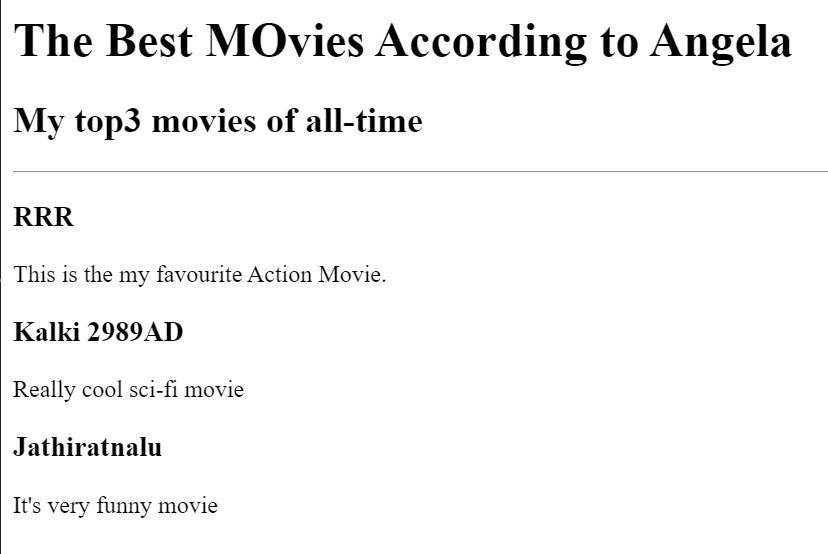 The Best MOvies According to Angela
My top3 movies of all-time
RRR
This is the my favourite Action Movie.
Kalki 2989AD
Really cool sci-fi movie
Jathiratnalu
It's very funny movie